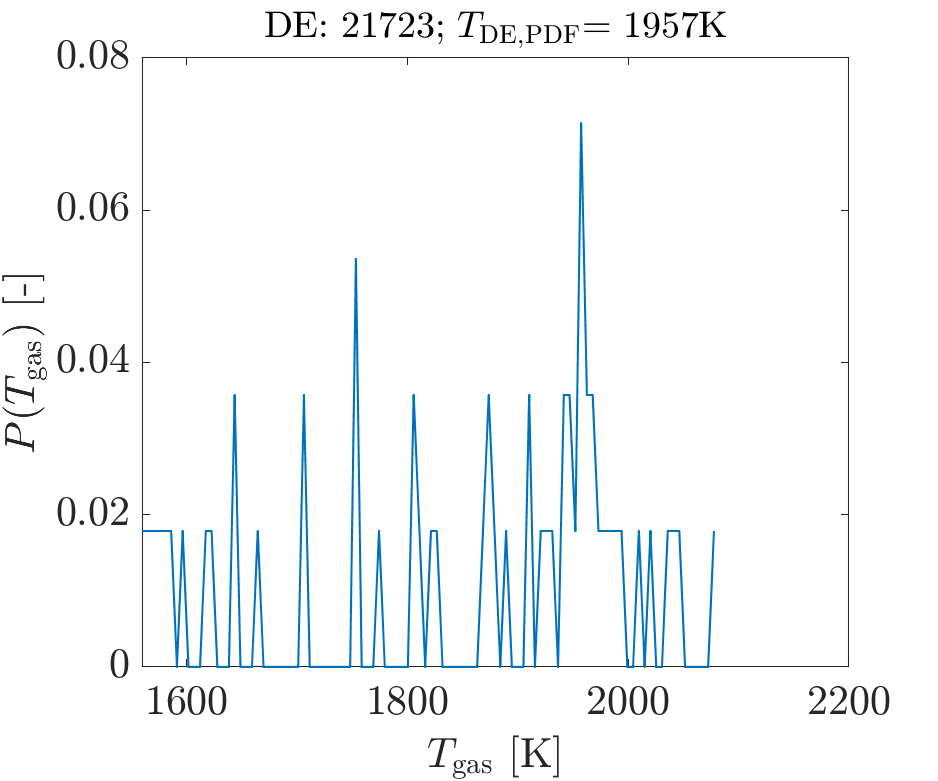 DE: 21723; T_DE,PDF= 1957K
0.08
0.06
0.04
0.02
0
P(T_gas) [-]
1600 1800 2000 2200
T_gas [K]